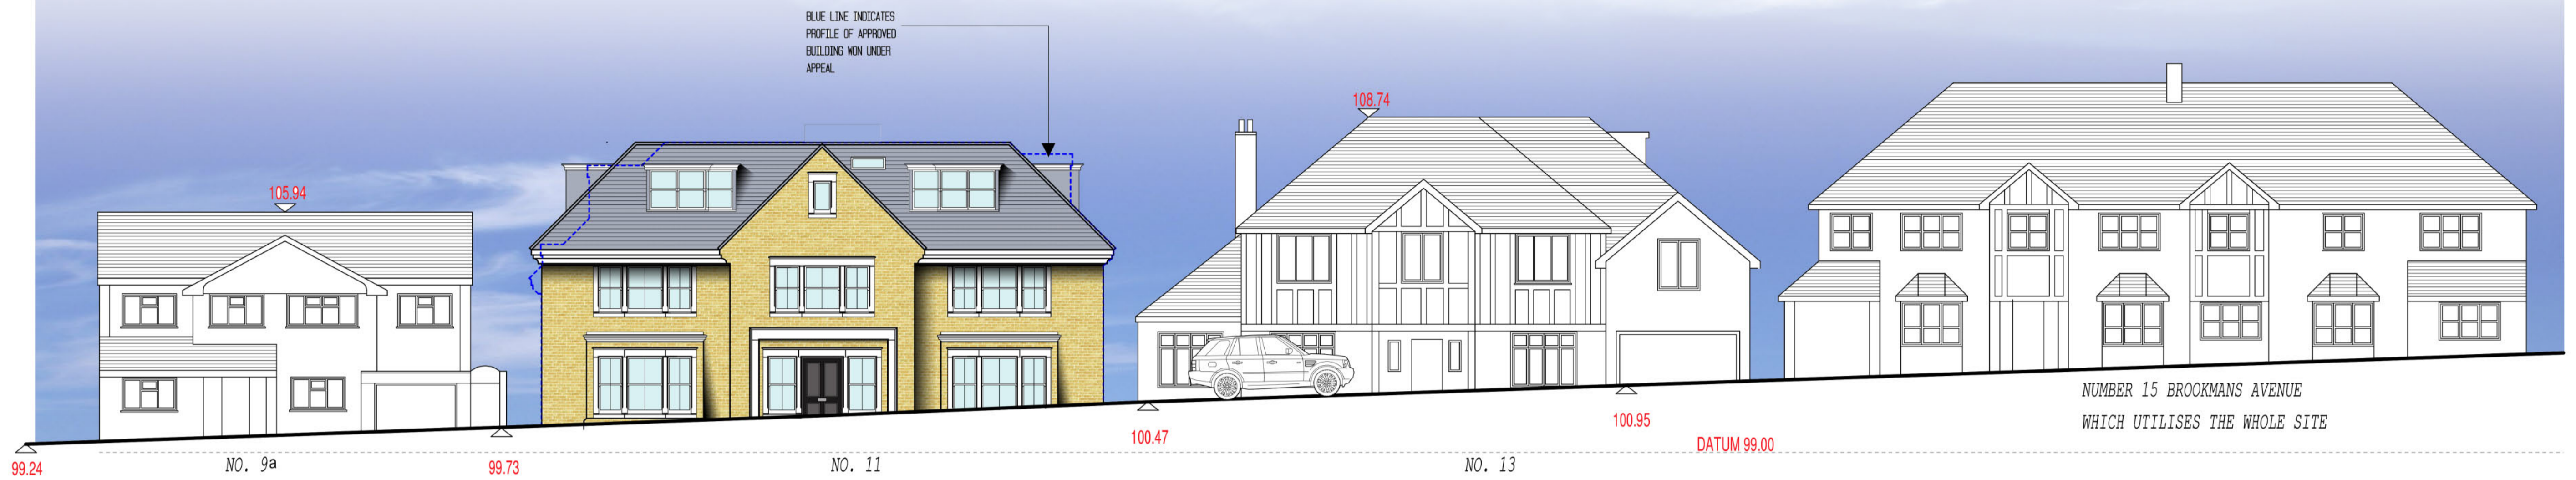 BLUE LINE INDICATES
PROFILE OF APPROVED
BUILDING WON UNDER
APPEAL
105.94
108.74
99.24
99.73
100.47
100.95
DATUM 99.00
NUMBER 15 BROOKMANS AVENUE
WHICH UTILISES THE WHOLE SITE
NO. 9a
NO. 11
NO. 13